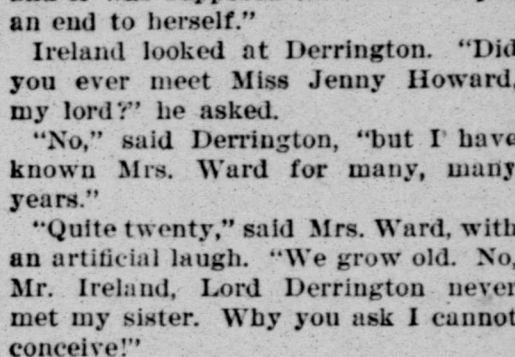 an end to herself."
Ireland looked at Derrington. "Did
you ever meet Miss Jenny Howard,
my lord?" he asked.
"No," said Derrington, "but I have
known Mrs. Ward for many, many
years."
"Quite twenty," said Mrs. Ward, with
an artificial laugh. "We grow old. No,
Mr. Ireland, Lord Derrington never
met my sister. Why you ask I cannot
conceive!"